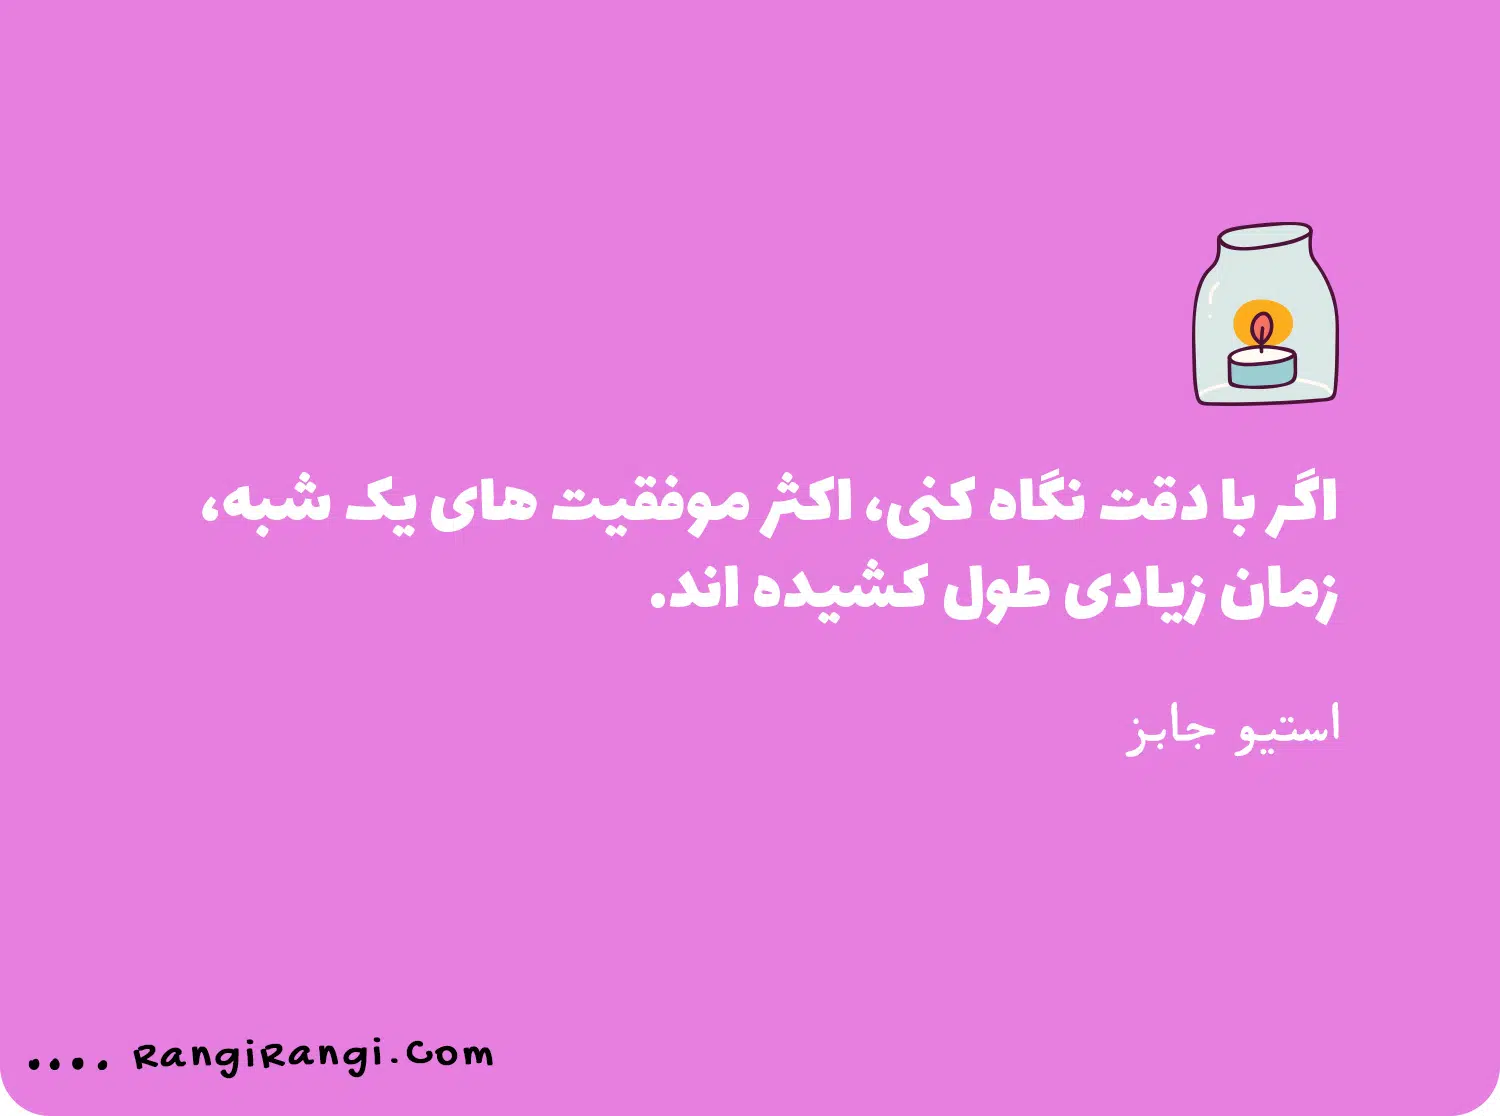 اگر با دقت نگاه کنی، اکثر موفقیت های یک شبه،
زمان زیادی طول کشیده اند.
استیو جابز
.... RangiRangi.Com